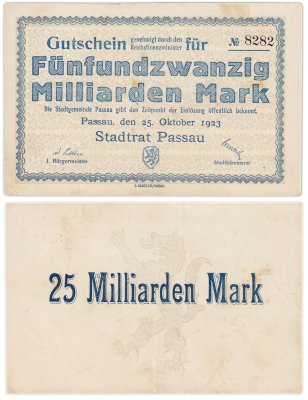 Gutschein genehmigt durch den Reichsfinanzminister für
№ 8282
Fünfundzwanzig
Milliarden Mark
Die Stadtgemeinde Passau gibt den Zeitpunkt der Einlösung öffentlich bekannt.
Passau, den 25. Oktober 1923
Stadtrat Passau
I. Bürgermeister
Stadtkämmerer
25 Milliarden Mark